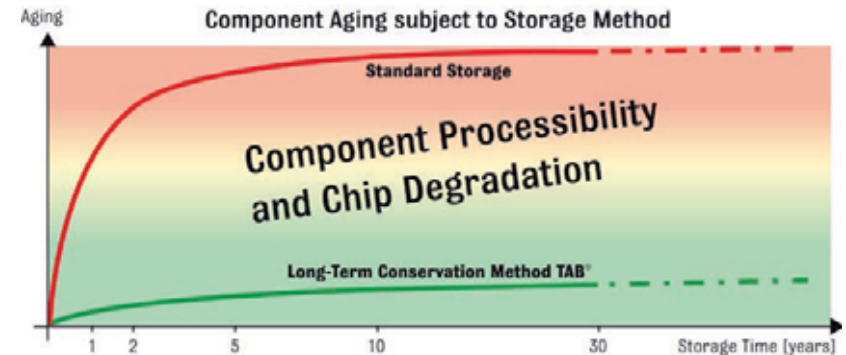 Component Aging subject to Storage Method
Aging
Standard Storage
Component Processibility
and Chip Degradation
Long-Term Conservation Method TAB®
1 2 5 10 30 Storage Time [years]